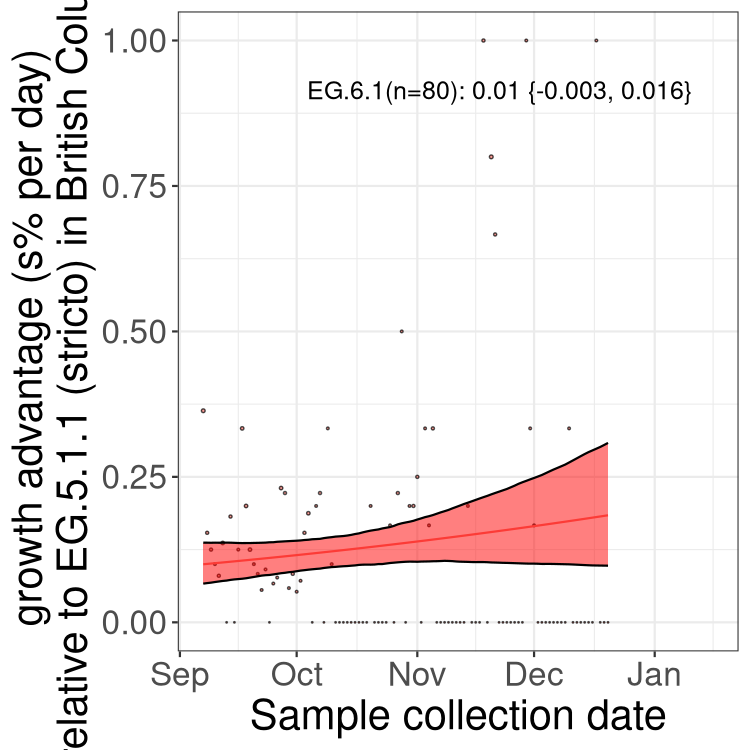 growth advantage (s% per day)
relative to EG.5.1.1 (stricto) in British
1.00
0.75
0.50
0.25
0.00
EG.6.1(n=80): 0.01 {-0.003, 0.016}
Sep Oct Nov Dec Jan
Sample collection date